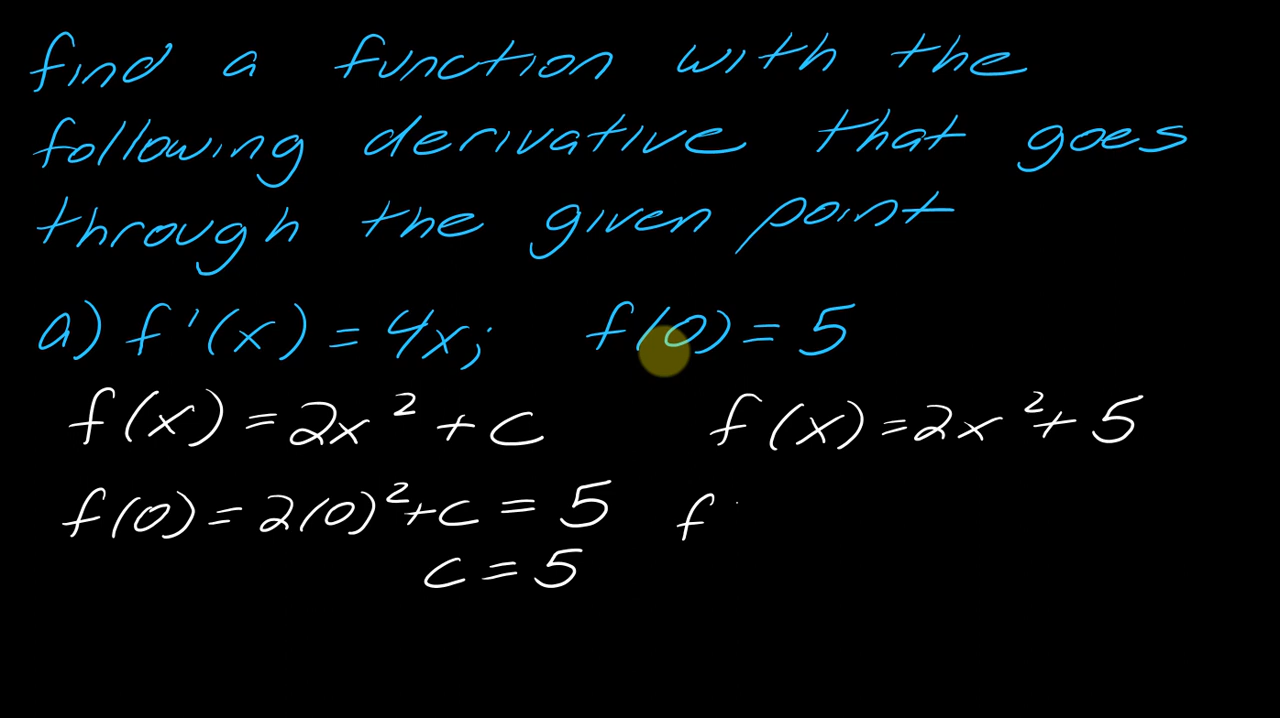 find a function with the
following derivative that goes
through the given point
a) f'(x) = 4x;    f(0) = 5
f(x) = 2x² + c    f(x) = 2x² + 5
f(0) = 2(0)² + c = 5    f
c = 5